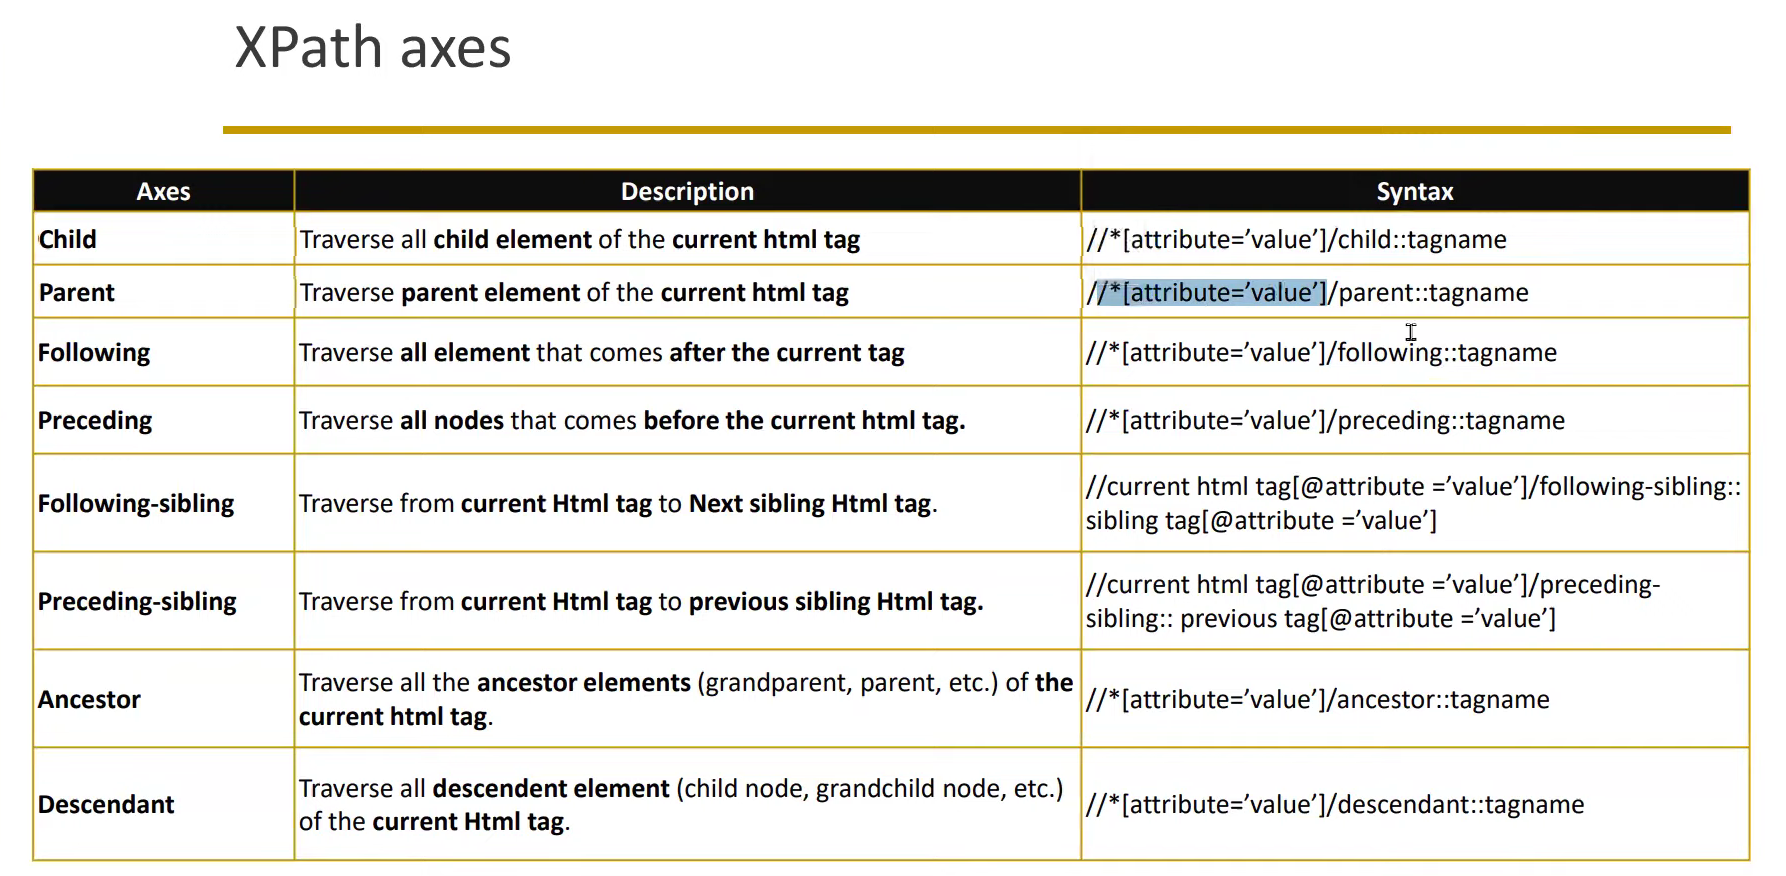 XPath axes
Axes Description Syntax
Child Traverse all child element of the current html tag //*[attribute=’value’]/child::tagname
Parent Traverse parent element of the current html tag //*[attribute=’value’]/parent::tagname
Following Traverse all element that comes after the current tag //*[attribute=’value’]/following::tagname
Preceding Traverse all nodes that comes before the current html tag. //*[attribute=’value’]/preceding::tagname
Following-sibling Traverse from current Html tag to Next sibling Html tag. //current html tag[@attribute =’value’]/following-sibling::
sibling tag[@attribute =’value’]
Preceding-sibling Traverse from current Html tag to previous sibling Html tag. //current html tag[@attribute =’value’]/preceding-
sibling:: previous tag[@attribute =’value’]
Ancestor Traverse all the ancestor elements (grandparent, parent, etc.) of the
current html tag. //*[attribute=’value’]/ancestor::tagname
Descendant Traverse all descendent element (child node, grandchild node, etc.)
of the current Html tag. //*[attribute=’value’]/descendant::tagname